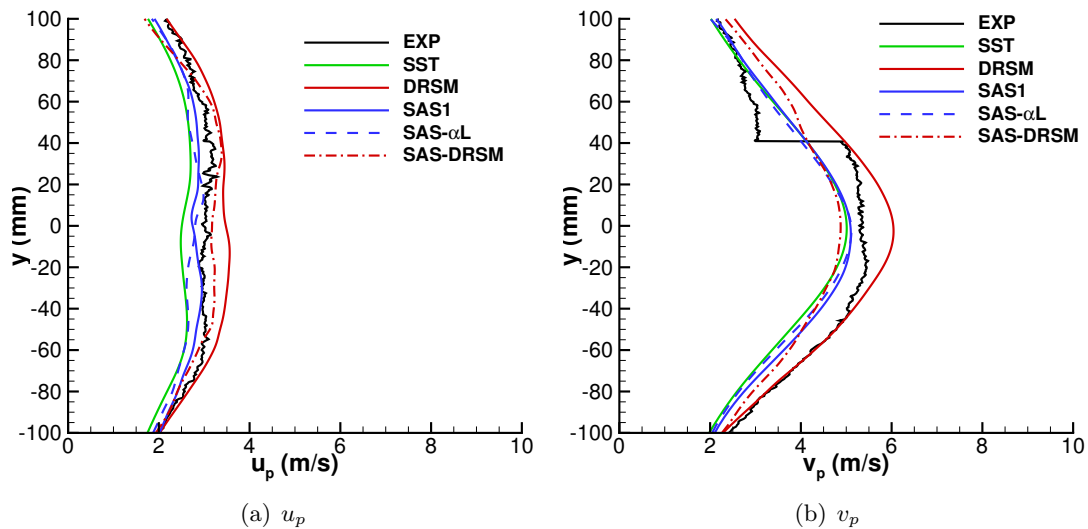 100
80
60
40
20
0
-20
-40
-60
-80
-100
y (mm)
0 2 4 6 8 10
u_p (m/s)
EXP
SST
DRSM
SAS1
SAS-αL
SAS-DRSM
(a) u_p
100
80
60
40
20
0
-20
-40
-60
-80
-100
y (mm)
0 2 4 6 8 10
v_p (m/s)
EXP
SST
DRSM
SAS1
SAS-αL
SAS-DRSM
(b) v_p